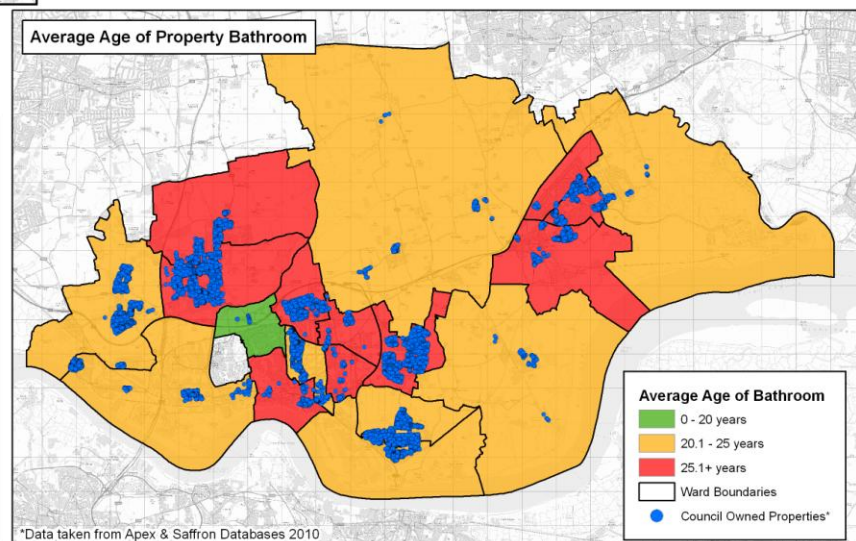 Average Age of Property Bathroom
Average Age of Bathroom
0 - 20 years
20.1 - 25 years
25.1+ years
Ward Boundaries
Council Owned Properties*
*Data taken from Apex & Saffron Databases 2010